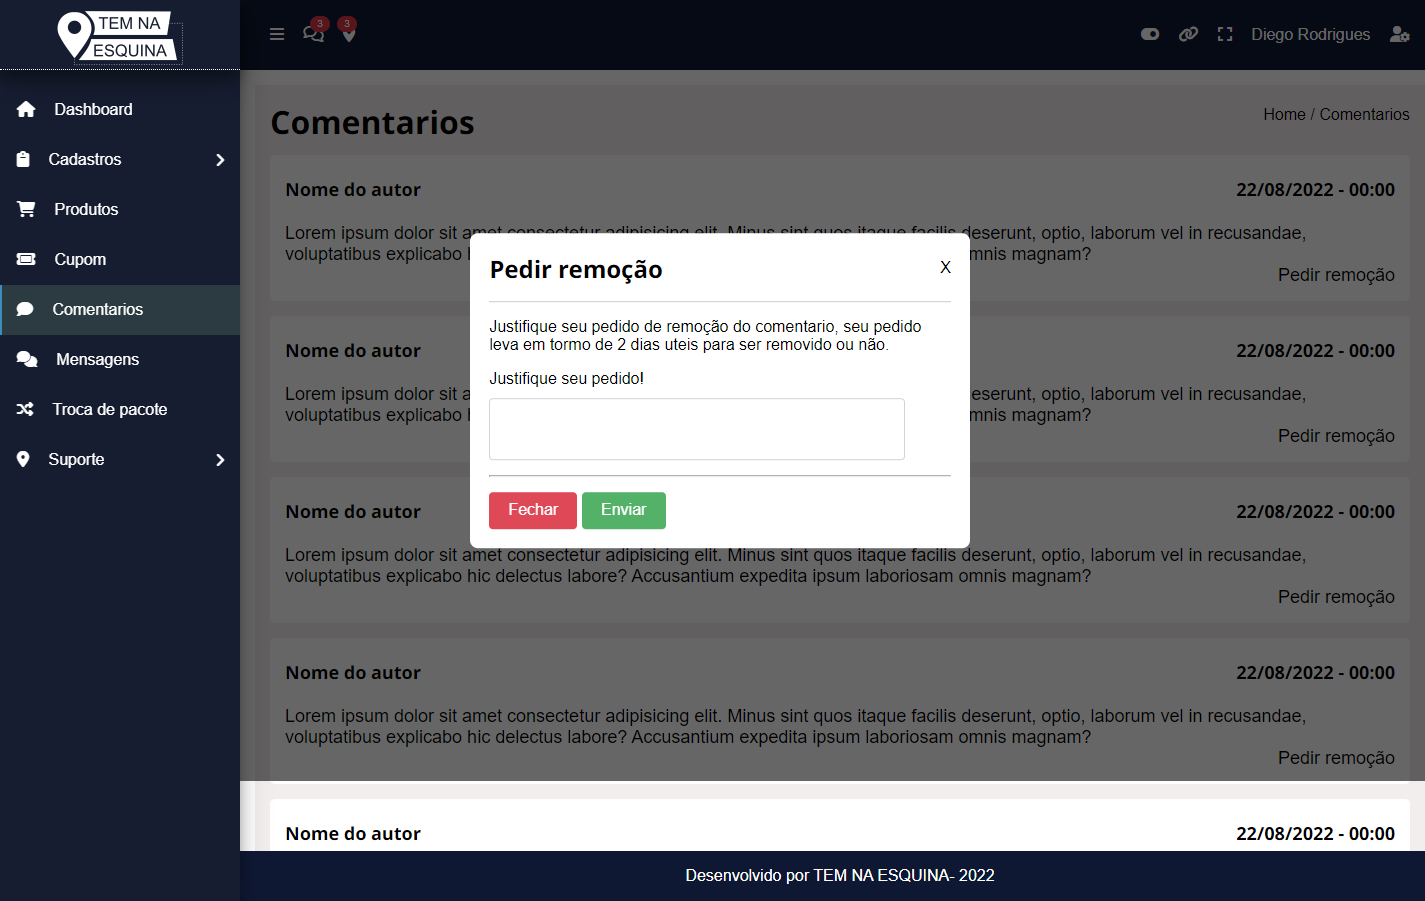 TEM NA
ESQUINA
3
3
Diego Rodrigues
Dashboard
Cadastros
Produtos
Cupom
Comentarios
Mensagens
Troca de pacote
Suporte
Comentarios
Home / Comentarios
Nome do autor
22/08/2022 - 00:00
Lorem ipsum dolor sit amet consectetur adipisicing elit. Minus sint quos itaque facilis deserunt, optio, laborum vel in recusandae,
voluptatibus explicabo mnis magnam?
Pedir remoção
Pedir remoção
X
Justifique seu pedido de remoção do comentario, seu pedido
leva em tormo de 2 dias uteis para ser removido ou não.
Justifique seu pedido!
Fechar
Enviar
Nome do autor
22/08/2022 - 00:00
Lorem ipsum dolor sit eserunt, optio, laborum vel in recusandae,
voluptatibus explicabo mnis magnam?
Pedir remoção
Nome do autor
22/08/2022 - 00:00
Lorem ipsum dolor sit amet consectetur adipisicing elit. Minus sint quos itaque facilis deserunt, optio, laborum vel in recusandae,
voluptatibus explicabo hic delectus labore? Accusantium expedita ipsum laboriosam omnis magnam?
Pedir remoção
Nome do autor
22/08/2022 - 00:00
Lorem ipsum dolor sit amet consectetur adipisicing elit. Minus sint quos itaque facilis deserunt, optio, laborum vel in recusandae,
voluptatibus explicabo hic delectus labore? Accusantium expedita ipsum laboriosam omnis magnam?
Pedir remoção
Nome do autor
22/08/2022 - 00:00
Desenvolvido por TEM NA ESQUINA- 2022